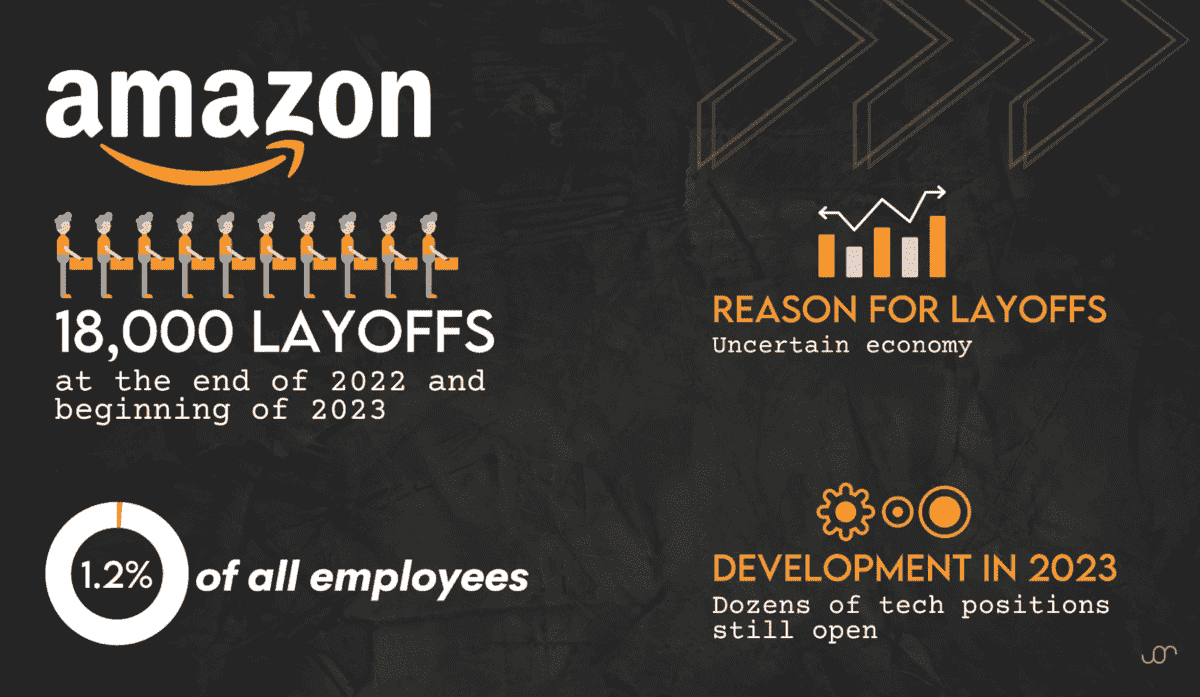 amazon
18,000 LAYOFFS
at the end of 2022 and
beginning of 2023
1.2% of all employees
REASON FOR LAYOFFS
Uncertain economy
DEVELOPMENT IN 2023
Dozens of tech positions
still open